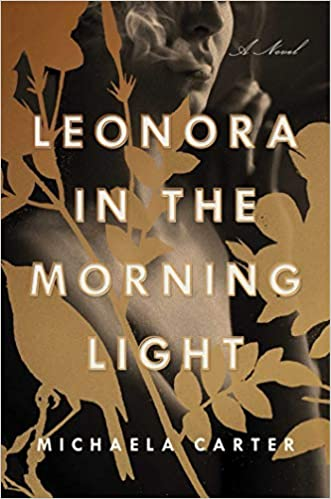 A Novel
LEONORA
IN THE
MORNING
LIGHT
MICHAELA CARTER